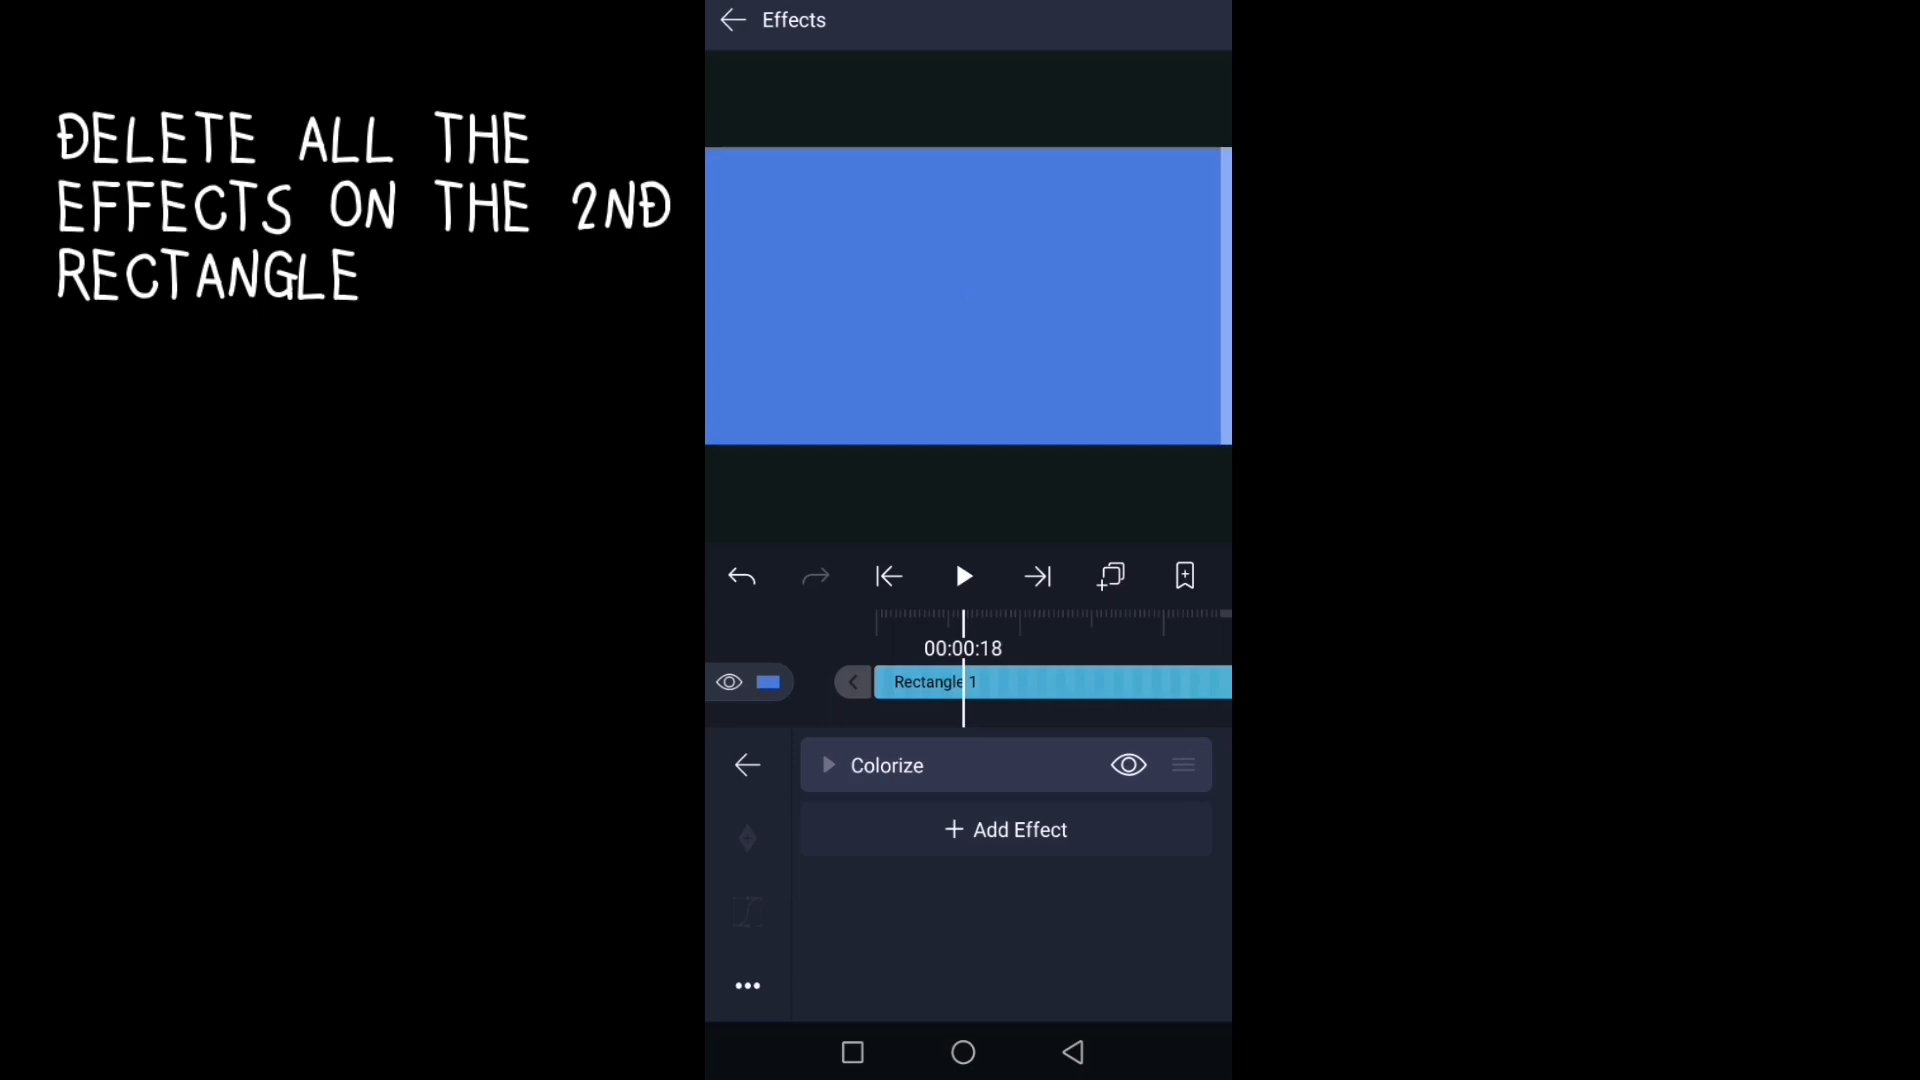 DELETE ALL THE
EFFECTS ON THE 2ND
RECTANGLE
Effects
00:00:18
Rectangle 1
Colorize
+ Add Effect